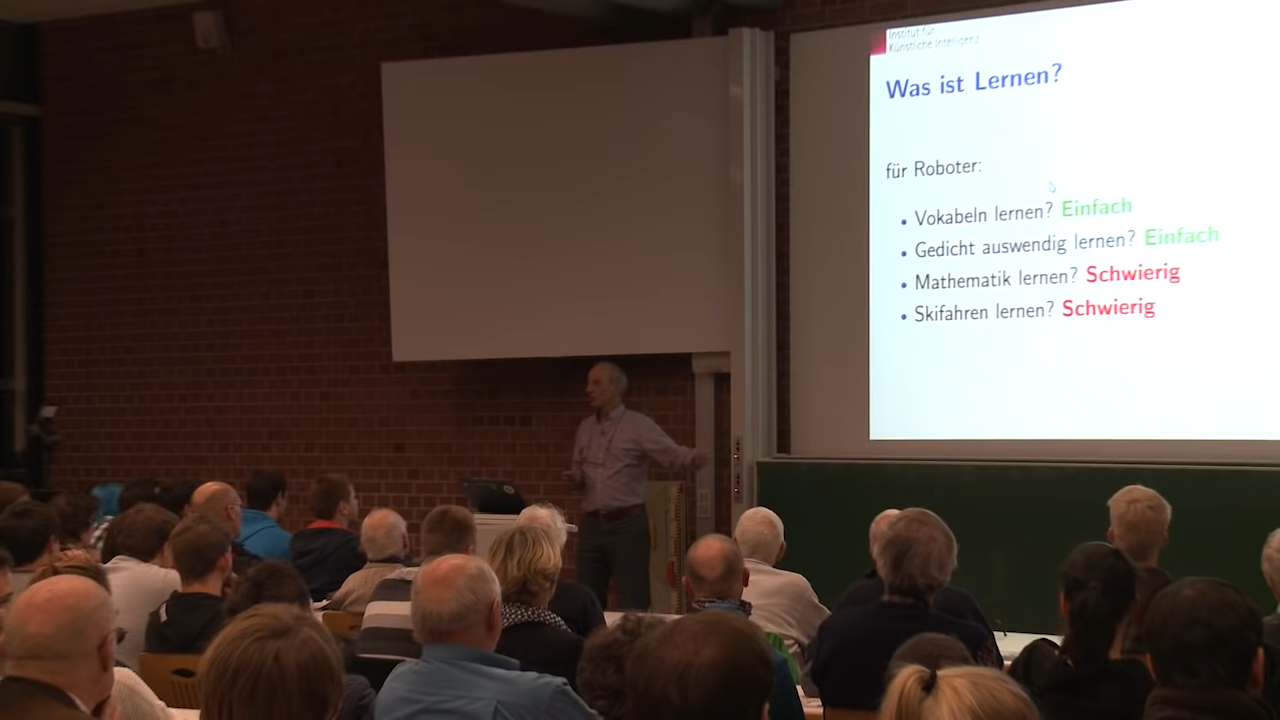 Institut für
Künstliche Intelligenz
Was ist Lernen?
für Roboter:
• Vokabeln lernen? Einfach
• Gedicht auswendig lernen? Einfach
• Mathematik lernen? Schwierig
• Skifahren lernen? Schwierig